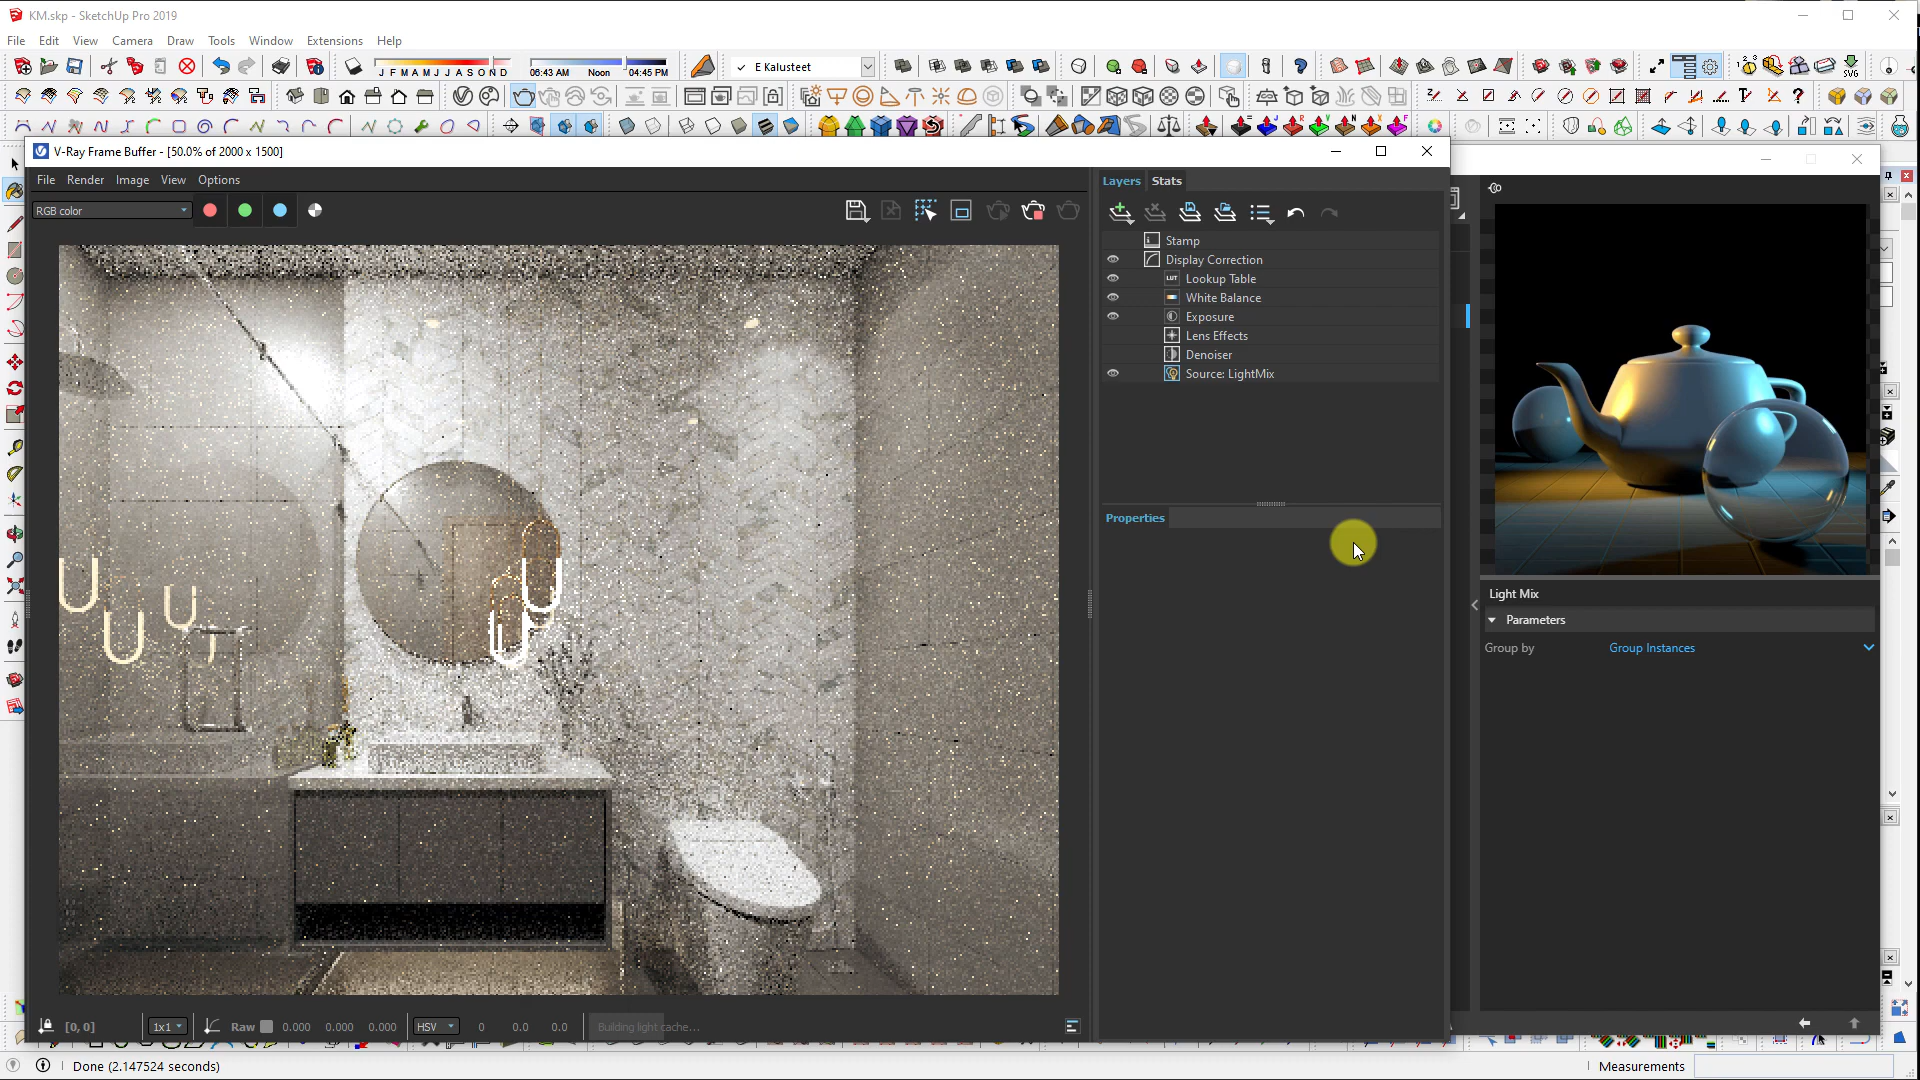 KM.skp - SketchUp Pro 2019
File Edit View Camera Draw Tools Window Extensions Help
J F M A M J J A S O N D
06:43 AM Noon 04:45 PM
E Kalusteet
SVG
V-Ray Frame Buffer - [50.0% of 2000 x 1500]
File Render Image View Options
RGB color
Layers Stats
Stamp
Display Correction
LUT Lookup Table
White Balance
Exposure
Lens Effects
Denoiser
Source: LightMix
Properties
Light Mix
Parameters
Group by Group Instances
[0, 0] 1x1 Raw 0.000 0.000 0.000 HSV 0 0.0 0.0 Building light cache...
Done (2.147524 seconds)
Measurements